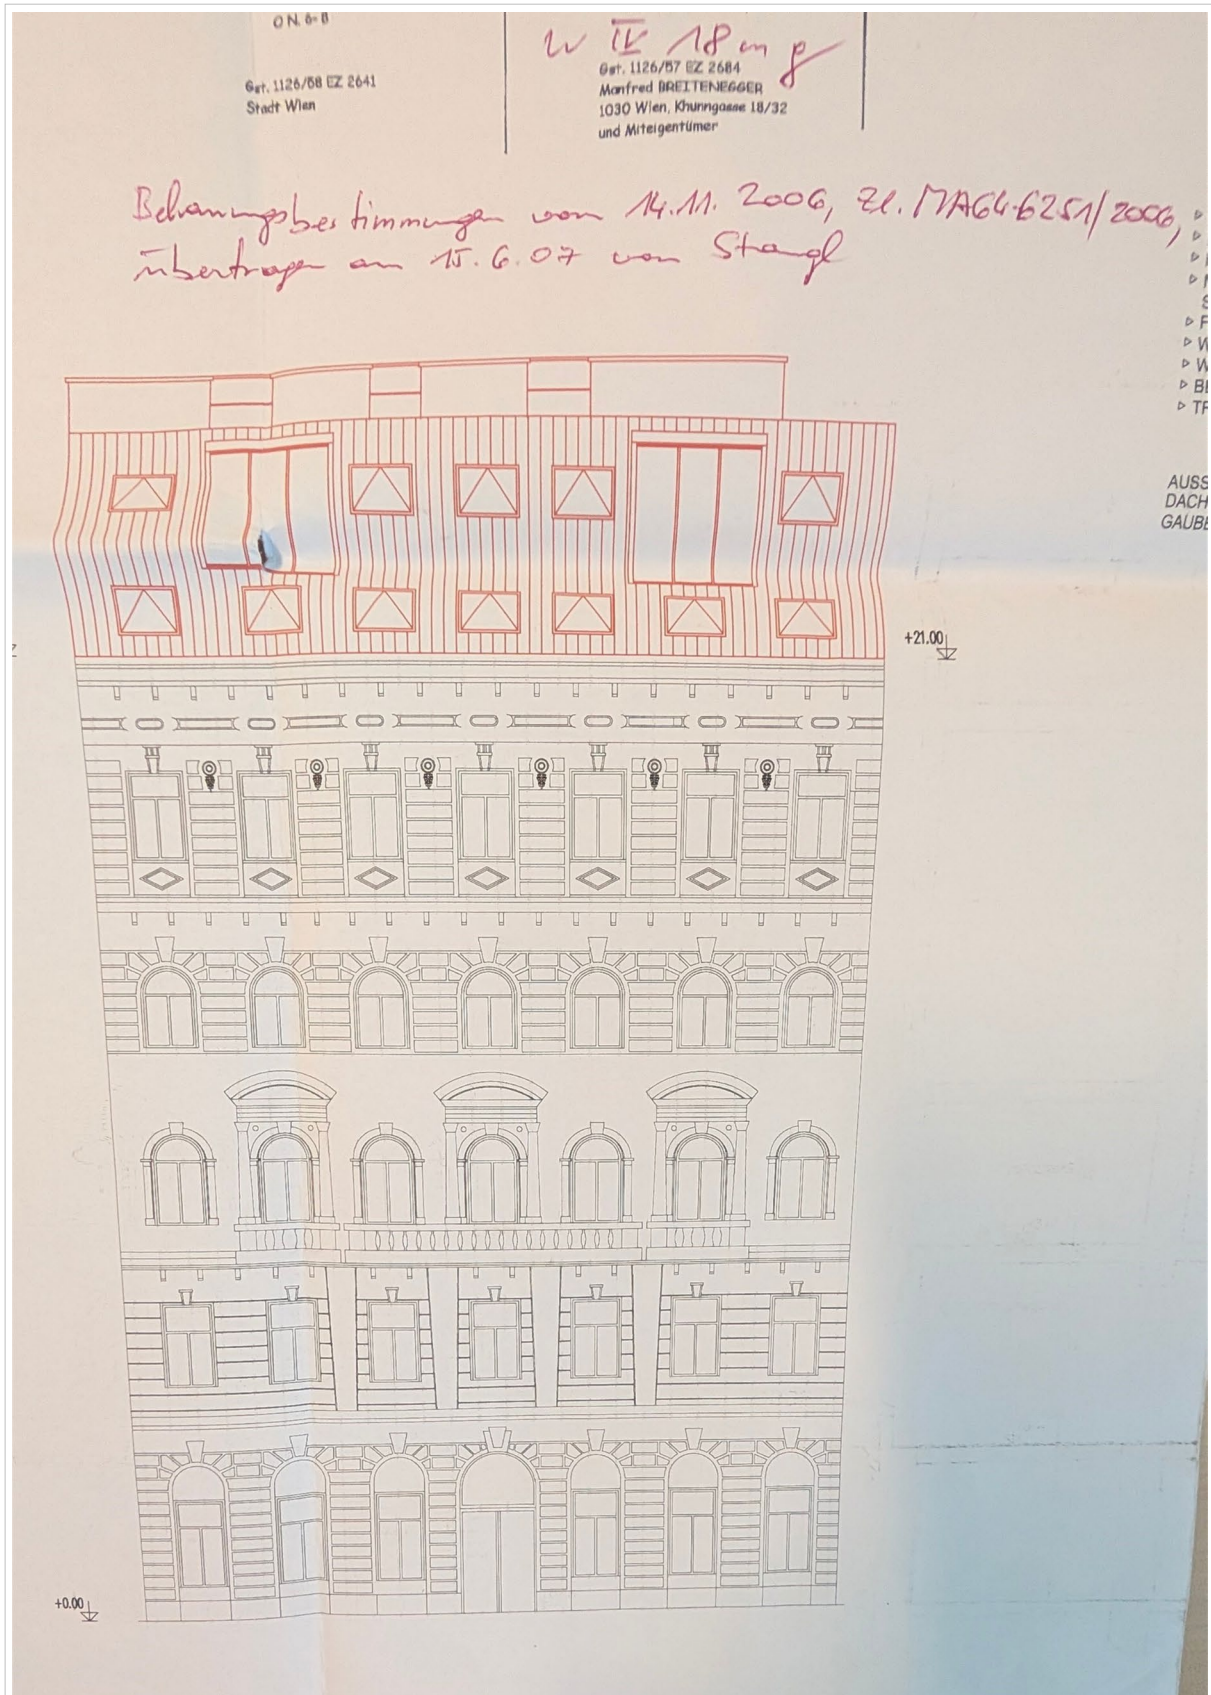 O N. 6-8
W IV 18 m g
Gst. 1126/58 EZ 2641
Stadt Wien
Gst. 1126/57 EZ 2684
Manfred BREITENEGGER
1030 Wien, Khunngasse 18/32
und Miteigentümer
Bebauungsbestimmungen vom 14.11. 2006, Zl. MA64-6251/2006,
übertragen am 15.6.07 von Stangl
AUSS
DACH
GAUBE
+21.00
+0.00